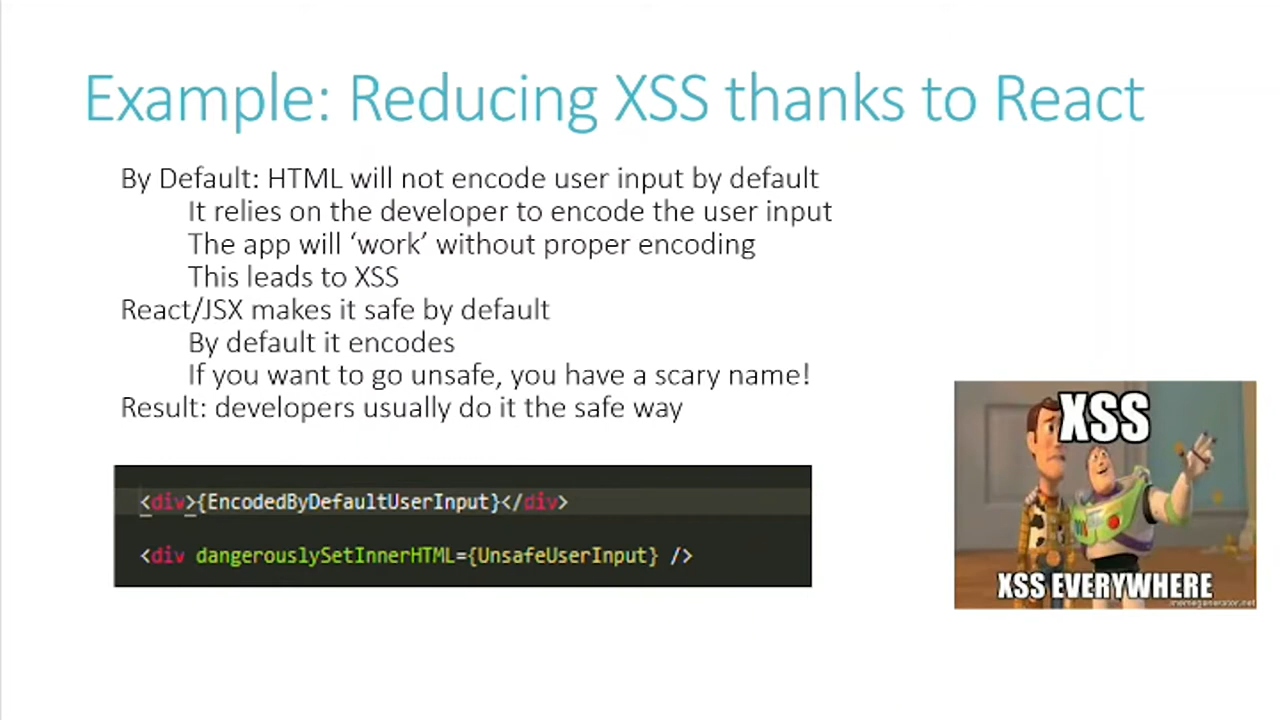 Example: Reducing XSS thanks to React
By Default: HTML will not encode user input by default
It relies on the developer to encode the user input
The app will ‘work’ without proper encoding
This leads to XSS
React/JSX makes it safe by default
By default it encodes
If you want to go unsafe, you have a scary name!
Result: developers usually do it the safe way
<div>{EncodedByDefaultUserInput}</div>
<div dangerouslySetInnerHTML={UnsafeUserInput} />
XSS
XSS EVERYWHERE
memegenerator.net